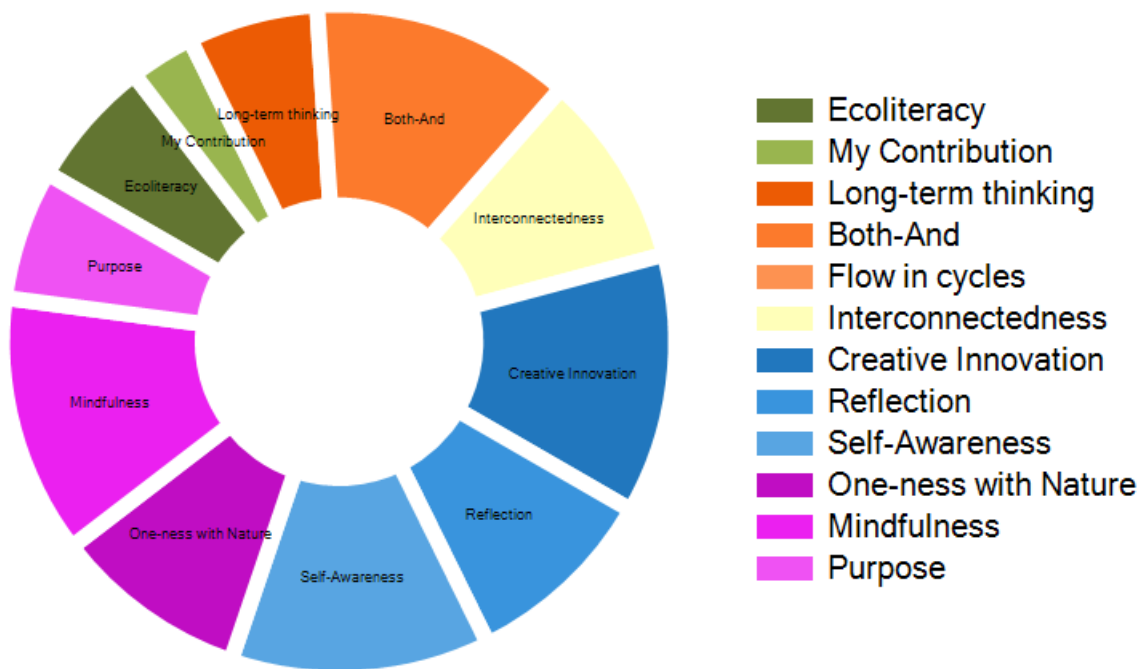 Long-term thinking
Both-And
My Contribution
Ecoliteracy
Interconnectedness
Purpose
Creative Innovation
Mindfulness
Reflection
One-ness with Nature
Self-Awareness
Ecoliteracy
My Contribution
Long-term thinking
Both-And
Flow in cycles
Interconnectedness
Creative Innovation
Reflection
Self-Awareness
One-ness with Nature
Mindfulness
Purpose